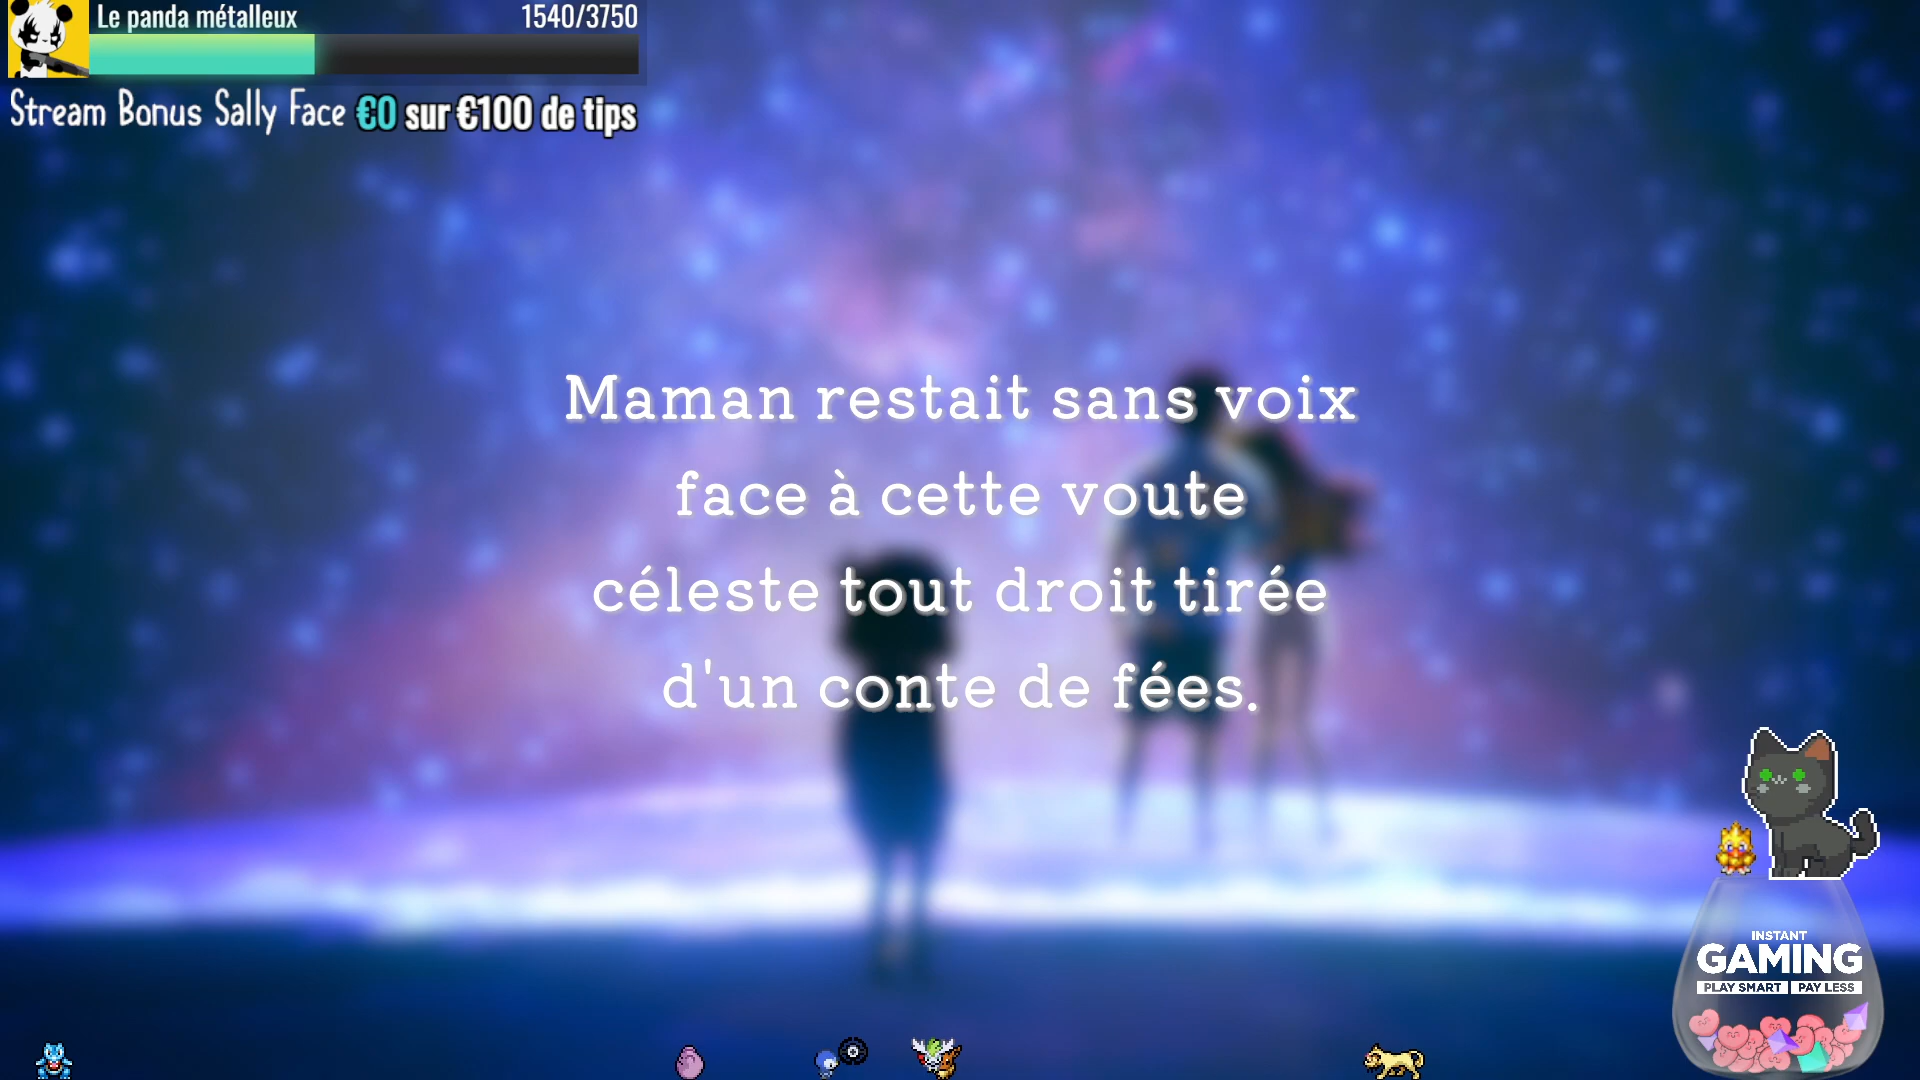 Le panda métalleux 1540/3750
Stream Bonus Sally Face €0 sur €100 de tips
Maman restait sans voix
face à cette voute
céleste tout droit tirée
d'un conte de fées.
INSTANT
GAMING
PLAY SMART PAY LESS